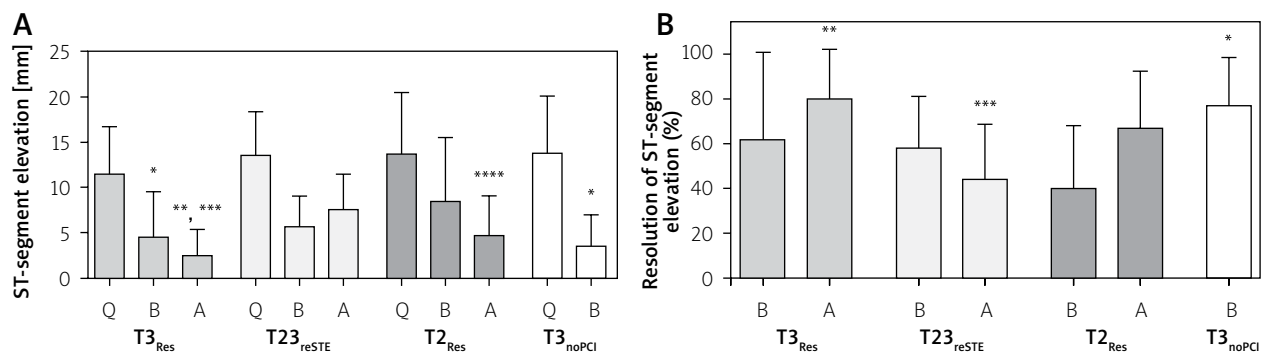 A
ST-segment elevation [mm]
25
20
15
10
5
0
*
**, ***
****
*
Q B A Q B A Q B A Q B
T3Res T23reSTE T2Res T3noPCI
B
Resolution of ST-segment
elevation (%)
100
80
60
40
20
0
**
***
*
B A B A B A B
T3Res T23reSTE T2Res T3noPCI